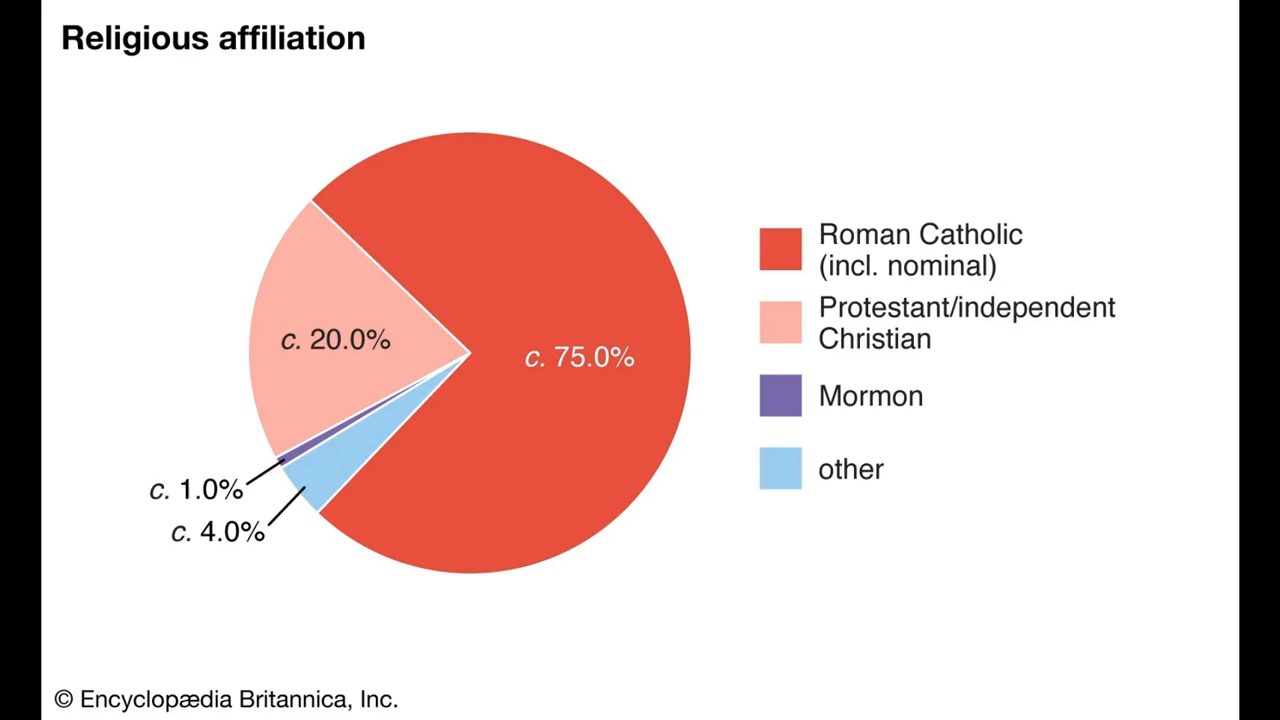 Religious affiliation
Roman Catholic
(incl. nominal)
Protestant/independent
Christian
c. 20.0%
c. 75.0%
Mormon
other
c. 1.0%
c. 4.0%
© Encyclopædia Britannica, Inc.